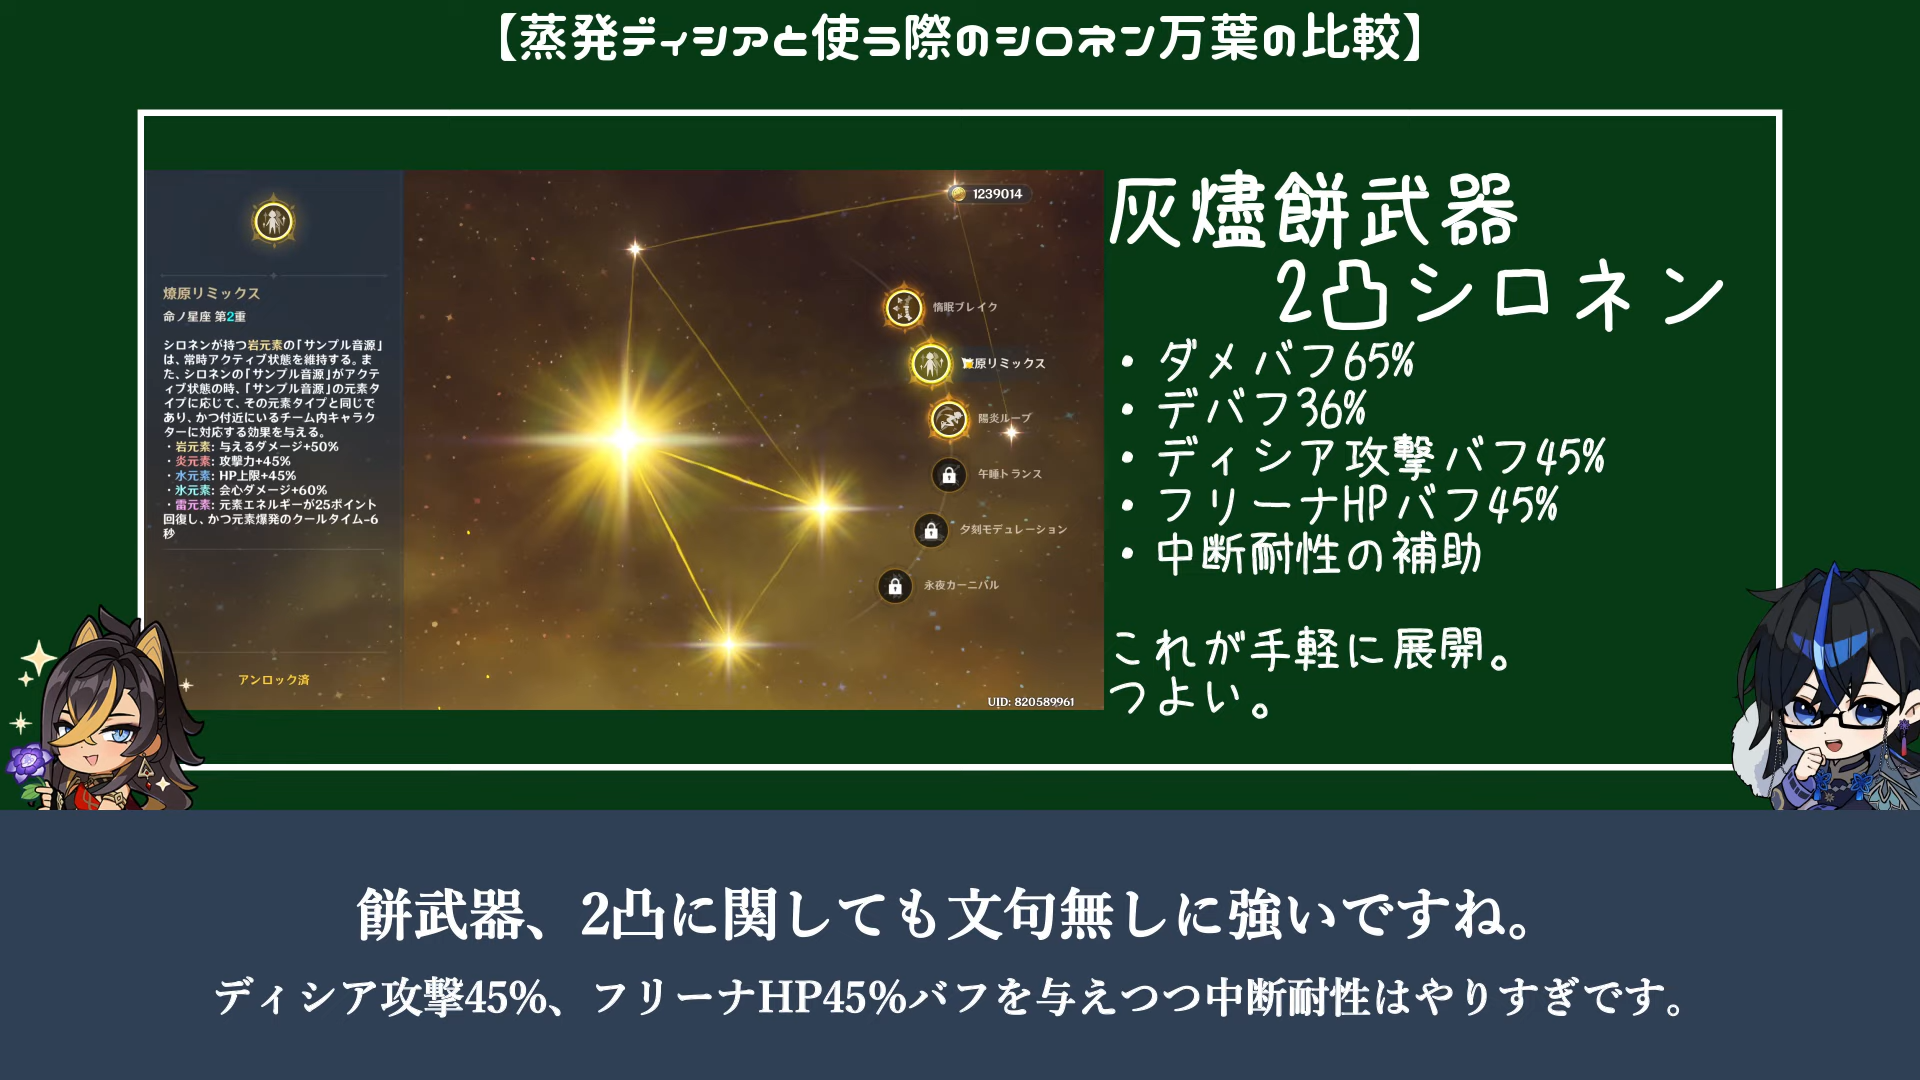 【蒸発ディシアと使う際のシロネン万葉の比較】
1239014
燎原リミックス
命ノ星座 第2重
シロネンが持つ岩元素の「サンプル音源」
は、常時アクティブ状態を維持する。ま
た、シロネンの「サンプル音源」がアクテ
ィブ状態の時、「サンプル音源」の元素タ
イプに応じて、その元素タイプと同じで
あり、かつ付近にいるチーム内キャラク
ターに対応する効果を与える。
・岩元素: 与えるダメージ+50%
・炎元素: 攻撃力+45%
・水元素: HP上限+45%
・氷元素: 会心ダメージ+60%
・雷元素: 元素エネルギーが25ポイント
回復し、かつ元素爆発のクールタイム-6
秒
アンロック済
惰眠ブレイク
原リミックス
陽炎ループ
午睡トランス
夕刻モデュレーション
永夜カーニバル
UID: 820589961
灰燼餅武器
2凸シロネン
・ダメバフ65%
・デバフ36%
・ディシア攻撃バフ45%
・フリーナHPバフ45%
・中断耐性の補助
これが手軽に展開。
つよい。
餅武器、2凸に関しても文句無しに強いですね。
ディシア攻撃45%、フリーナHP45%バフを与えつつ中断耐性はやりすぎです。